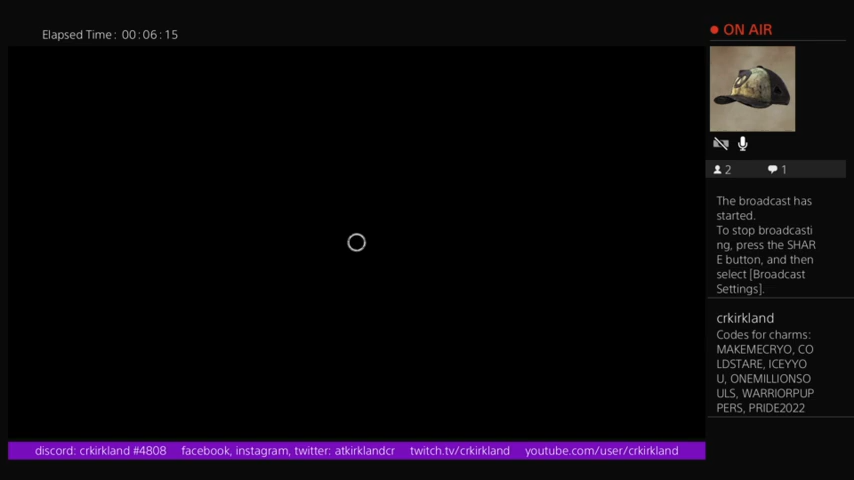 Elapsed Time: 00:06:15
ON AIR
2
1
The broadcast has
started.
To stop broadcasti
ng, press the SHAR
E button, and then
select [Broadcast
Settings].
crkirkland
Codes for charms:
MAKEMECRYO, CO
LDSTARE, ICEYYO
U, ONEMILLIONSO
ULS, WARRIORPUP
PERS, PRIDE2022
discord: crkirkland #4808 facebook, instagram, twitter: atkirklandcr twitch.tv/crkirkland youtube.com/user/crkirkland